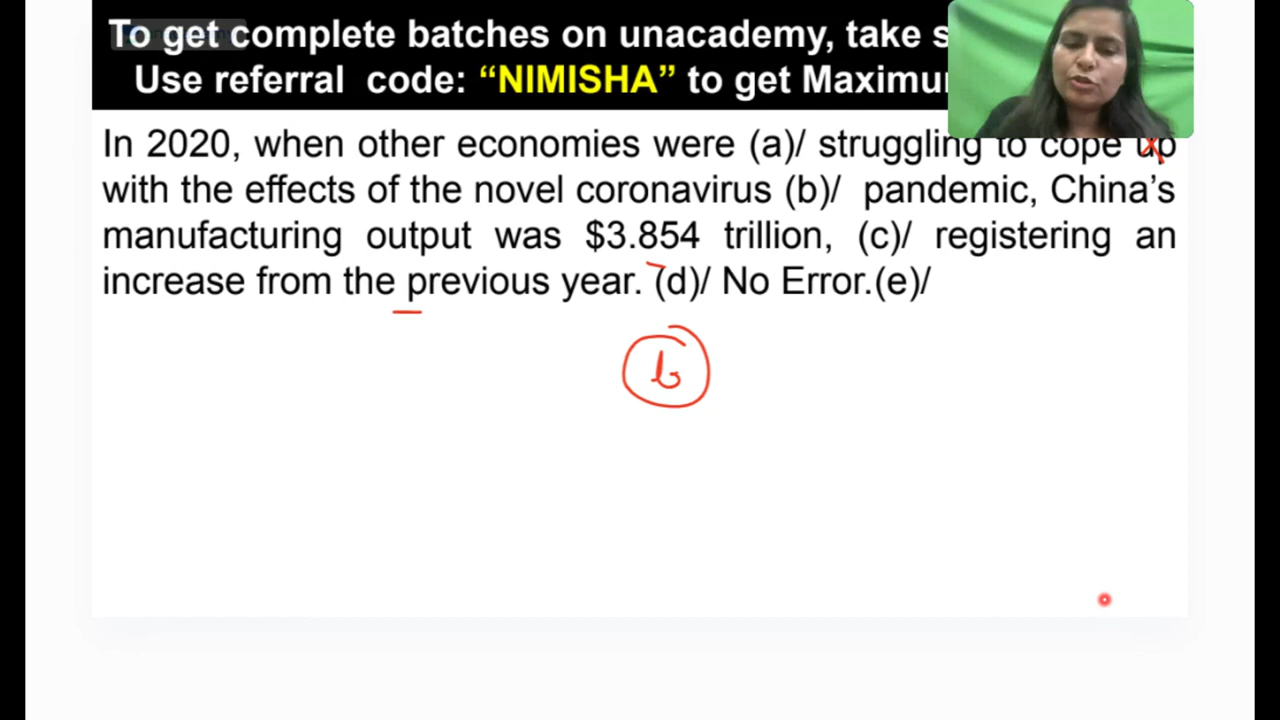 To get complete batches on unacademy, take
Use referral code: “NIMISHA” to get
In 2020, when other economies were (a)/ struggling to cope up
with the effects of the novel coronavirus (b)/ pandemic, China’s
manufacturing output was $3.854 trillion, (c)/ registering an
increase from the previous year. (d)/ No Error.(e)/
b